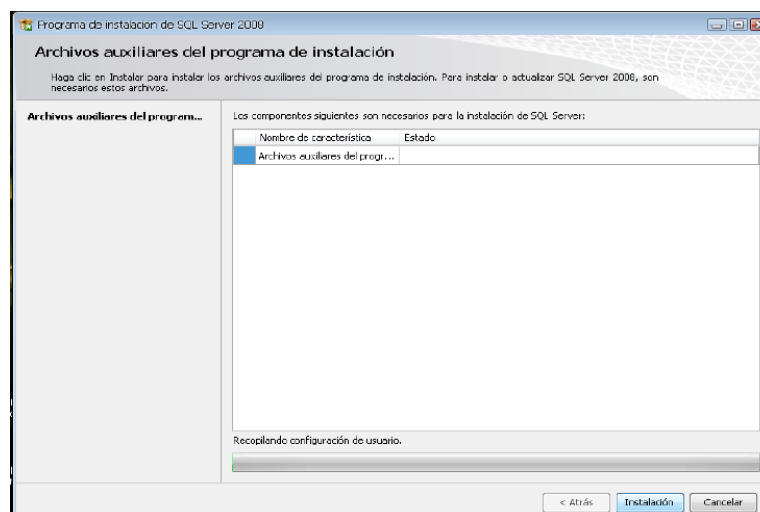 Programa de instalación de SQL Server 2008
Archivos auxiliares del programa de instalación
Haga clic en Instalar para instalar los archivos auxiliares del programa de instalación. Para instalar o actualizar SQL Server 2008, son
necesarios estos archivos.
Archivos auxiliares del program...
Los componentes siguientes son necesarios para la instalación de SQL Server:
Nombre de característica Estado
Archivos auxiliares del progr...
Recopilando configuración de usuario.
< Atrás Instalación Cancelar